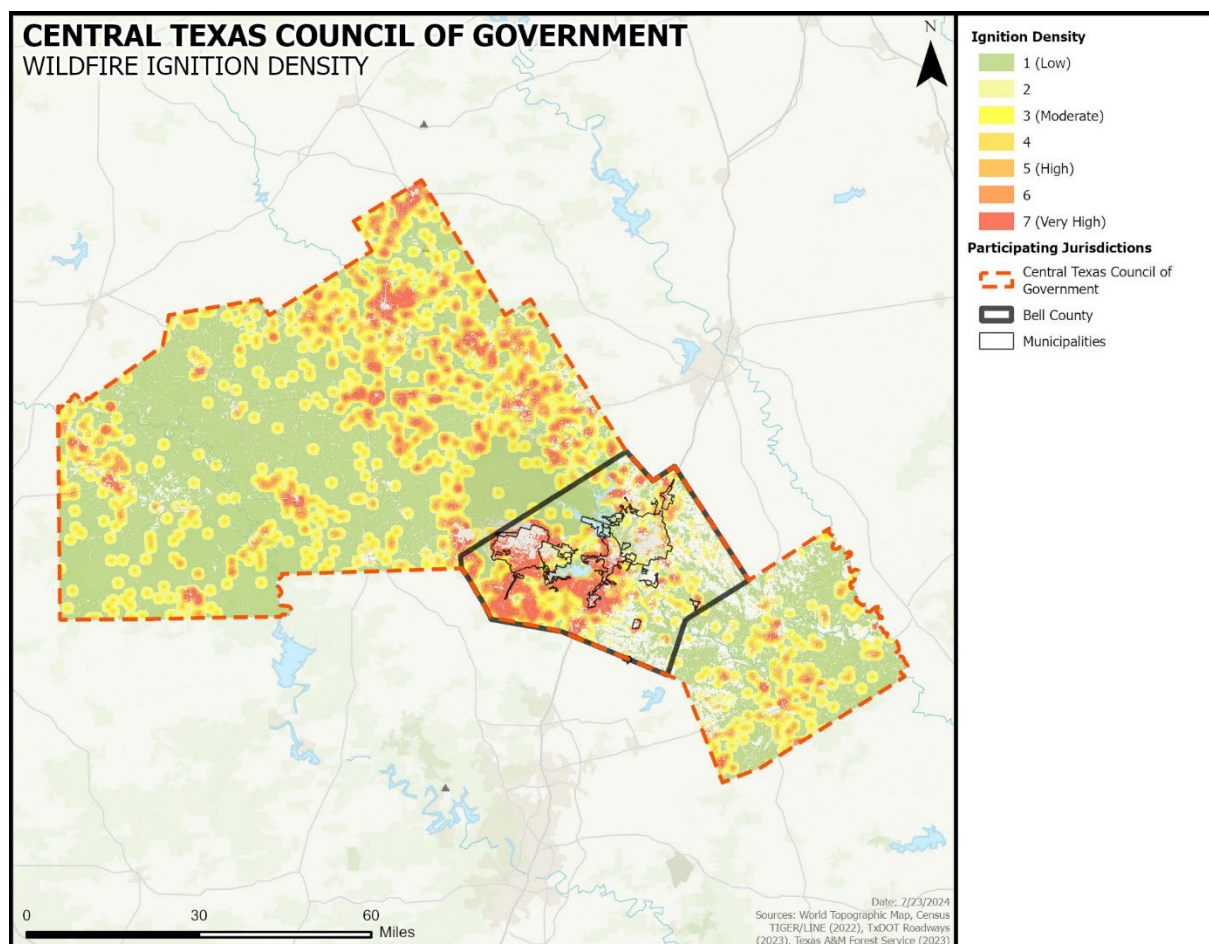 CENTRAL TEXAS COUNCIL OF GOVERNMENT
WILDFIRE IGNITION DENSITY
N
0 30 60
Miles
Date: 7/23/2024
Sources: World Topographic Map, Census
TIGER/LINE (2022), TxDOT Roadways
(2023), Texas A&M Forest Service (2023)
Ignition Density
1 (Low)
2
3 (Moderate)
4
5 (High)
6
7 (Very High)
Participating Jurisdictions
Central Texas Council of
Government
Bell County
Municipalities